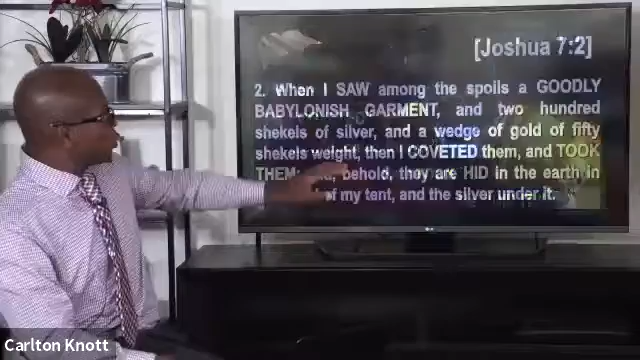 [Joshua 7:2]
2. When I SAW among the spoils a GOODLY
BABYLONISH GARMENT, and two hundred
shekels of silver, and a wedge of gold of fifty
shekels weight, then I COVETED them, and TOOK
THEM; behold, they are HID in the earth in
of my tent, and the silver under it.
LG
Carlton Knott